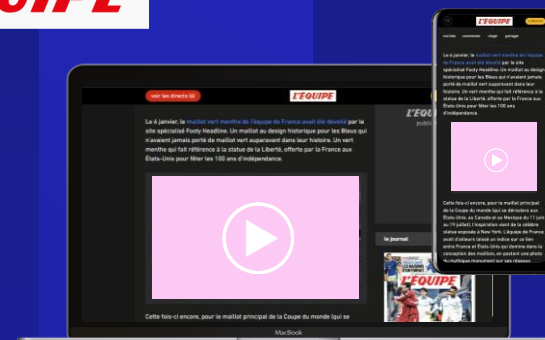 L'ÉQUIPE
voir les directs
L'ÉQUIPE
Le 6 janvier, le maillot vert menthe de l'équipe de France avait été dévoilé par le
site spécialisé Footy Headline. Un maillot au design historique pour les Bleus qui
n'avaient jamais porté de maillot vert auparavant dans leur histoire. Un vert
menthe qui fait référence à la statue de la Liberté, offerte par la France aux
États-Unis pour fêter les 100 ans d'indépendance.
Cette fois-ci encore, pour le maillot principal de la Coupe du monde (qui se
MacBook
le journal
L'ÉQUIPE
L'ÉQUIPE
Le 6 janvier, le maillot vert menthe de l'équipe
de France avait été dévoilé par le site
spécialisé Footy Headline. Un maillot au design
historique pour les Bleus qui n'avaient jamais
porté de maillot vert auparavant dans leur
histoire. Un vert menthe qui fait référence à la
statue de la Liberté, offerte par la France aux
États-Unis pour fêter les 100 ans
d'indépendance.
Cette fois-ci encore, pour le maillot principal
de la Coupe du monde (qui se déroulera aux
États-Unis, au Canada et au Mexique du 11 juin
au 19 juillet), l'inspiration vient de la célèbre
statue exposée à New York. L'équipe de France
avait d'ailleurs laissé un indice sur ce lien
entre France et États-Unis qui domine dans la
conception des maillots, en postant une photo
du mythique monument sur ses réseaux